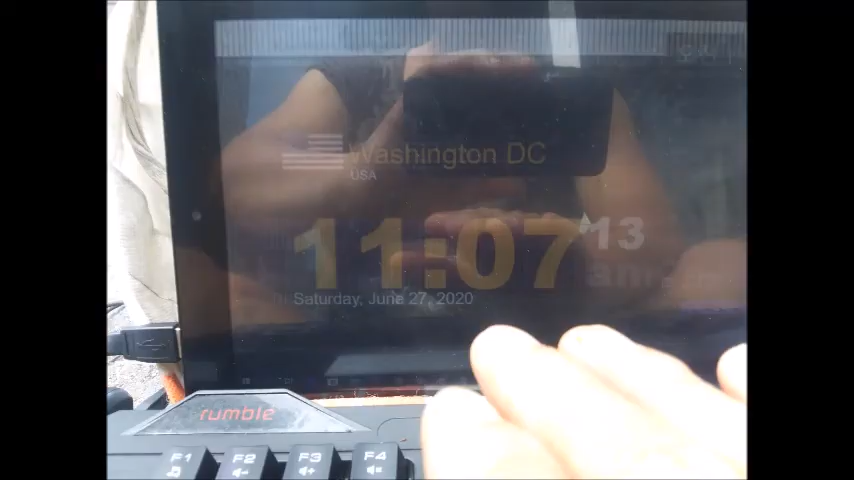 Washington DC
USA
11:07 13
am
Saturday, June 27, 2020
rumble
F1 F2 F3 F4